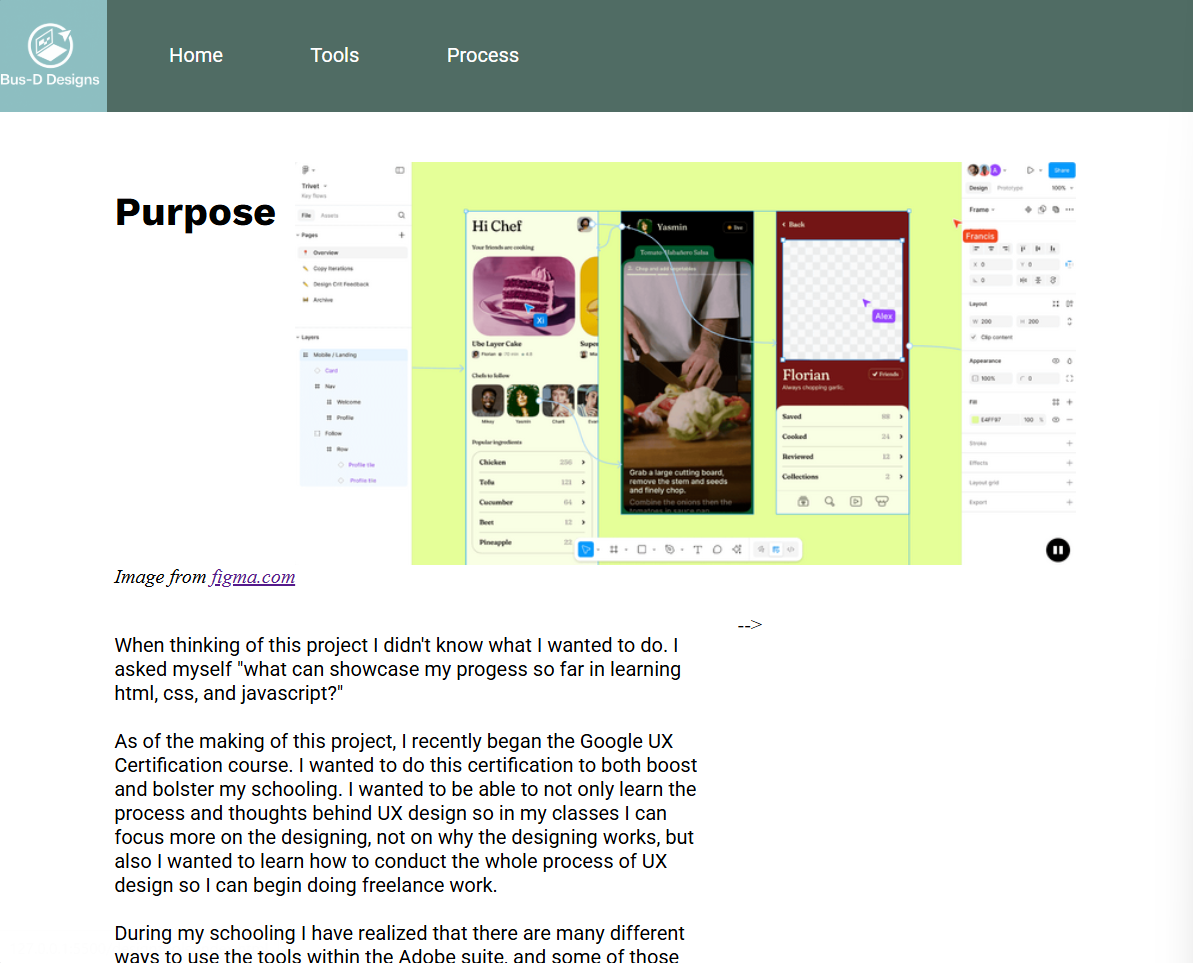 Bus-D Designs
Home
Tools
Process
Purpose
Trivet
Key flows
File Assets
Pages
Overview
Copy Iterations
Design Crit Feedback
Archive
Layers
Mobile / Landing
Card
Nav
Welcome
Profile
Follow
Row
Profile tile
Profile tile
Hi Chef
Your friends are cooking
Xi
Ube Layer Cake
Super
Florian
Chefs to follow
Mikey Yasmin Charli
Popular ingredients
Chicken 256
Tofu 121
Cucumber 64
Beet 12
Pineapple 22
Yasmin
Tomato Habañero Salsa
Chop and add vegetables
Grab a large cutting board,
remove the stem and seeds
and finely chop.
Combine the onions then the
tomatoes in sauce pan
Back
Alex
Florian
Friends
Always chopping garlic.
Saved 88
Cooked 24
Reviewed 12
Collections 2
A
Share
Design Prototype 100%
Frame
Francis
X 0 Y 0
0
Layout
W 200 H 200
Clip content
Appearance
100% 0
Fill
E4FF97 100 %
Stroke
Effects
Layout grid
Export
Image from figma.com
-->
When thinking of this project I didn't know what I wanted to do. I
asked myself "what can showcase my progess so far in learning
html, css, and javascript?"
As of the making of this project, I recently began the Google UX
Certification course. I wanted to do this certification to both boost
and bolster my schooling. I wanted to be able to not only learn the
process and thoughts behind UX design so in my classes I can
focus more on the designing, not on why the designing works, but
also I wanted to learn how to conduct the whole process of UX
design so I can begin doing freelance work.
During my schooling I have realized that there are many different
ways to use the tools within the Adobe suite, and some of those